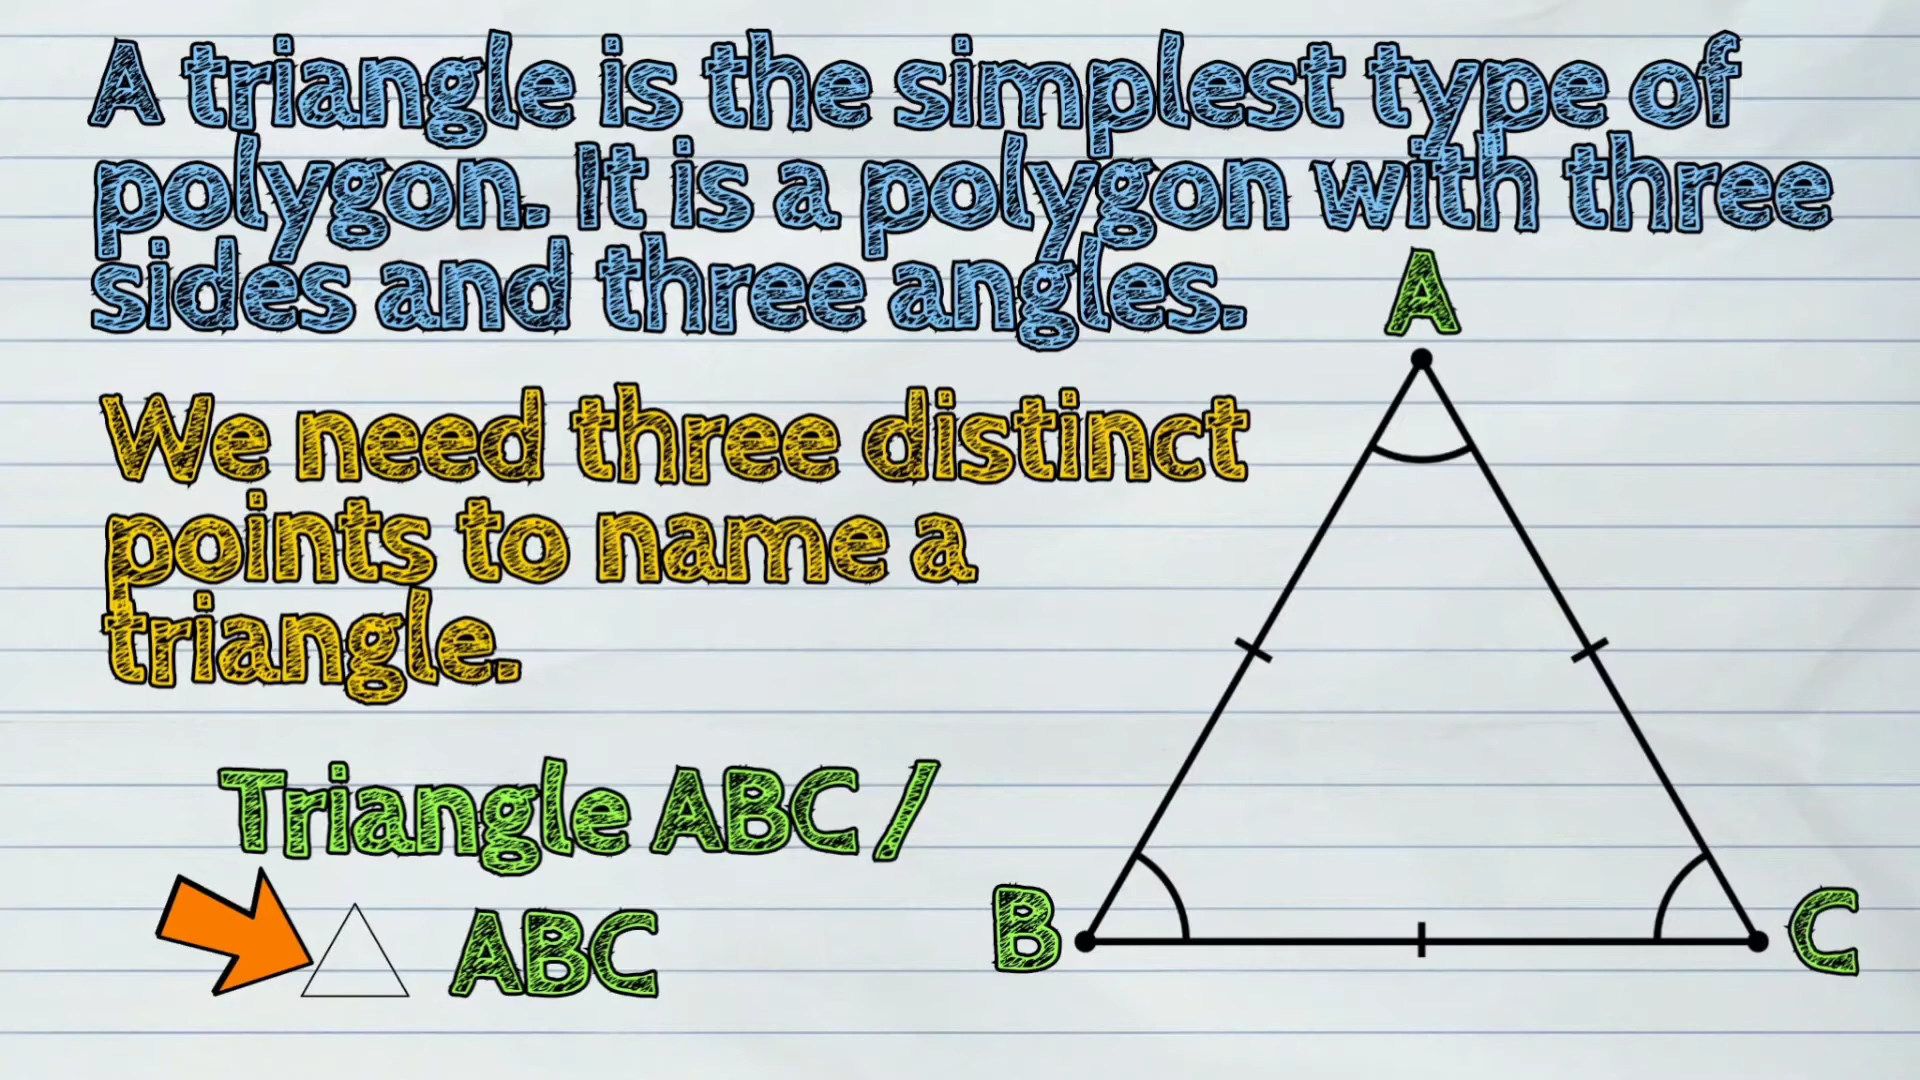 A triangle is the simplest type of
polygon. It is a polygon with three
sides and three angles.
A
We need three distinct
points to name a
triangle.
Triangle ABC /
ABC
B
C